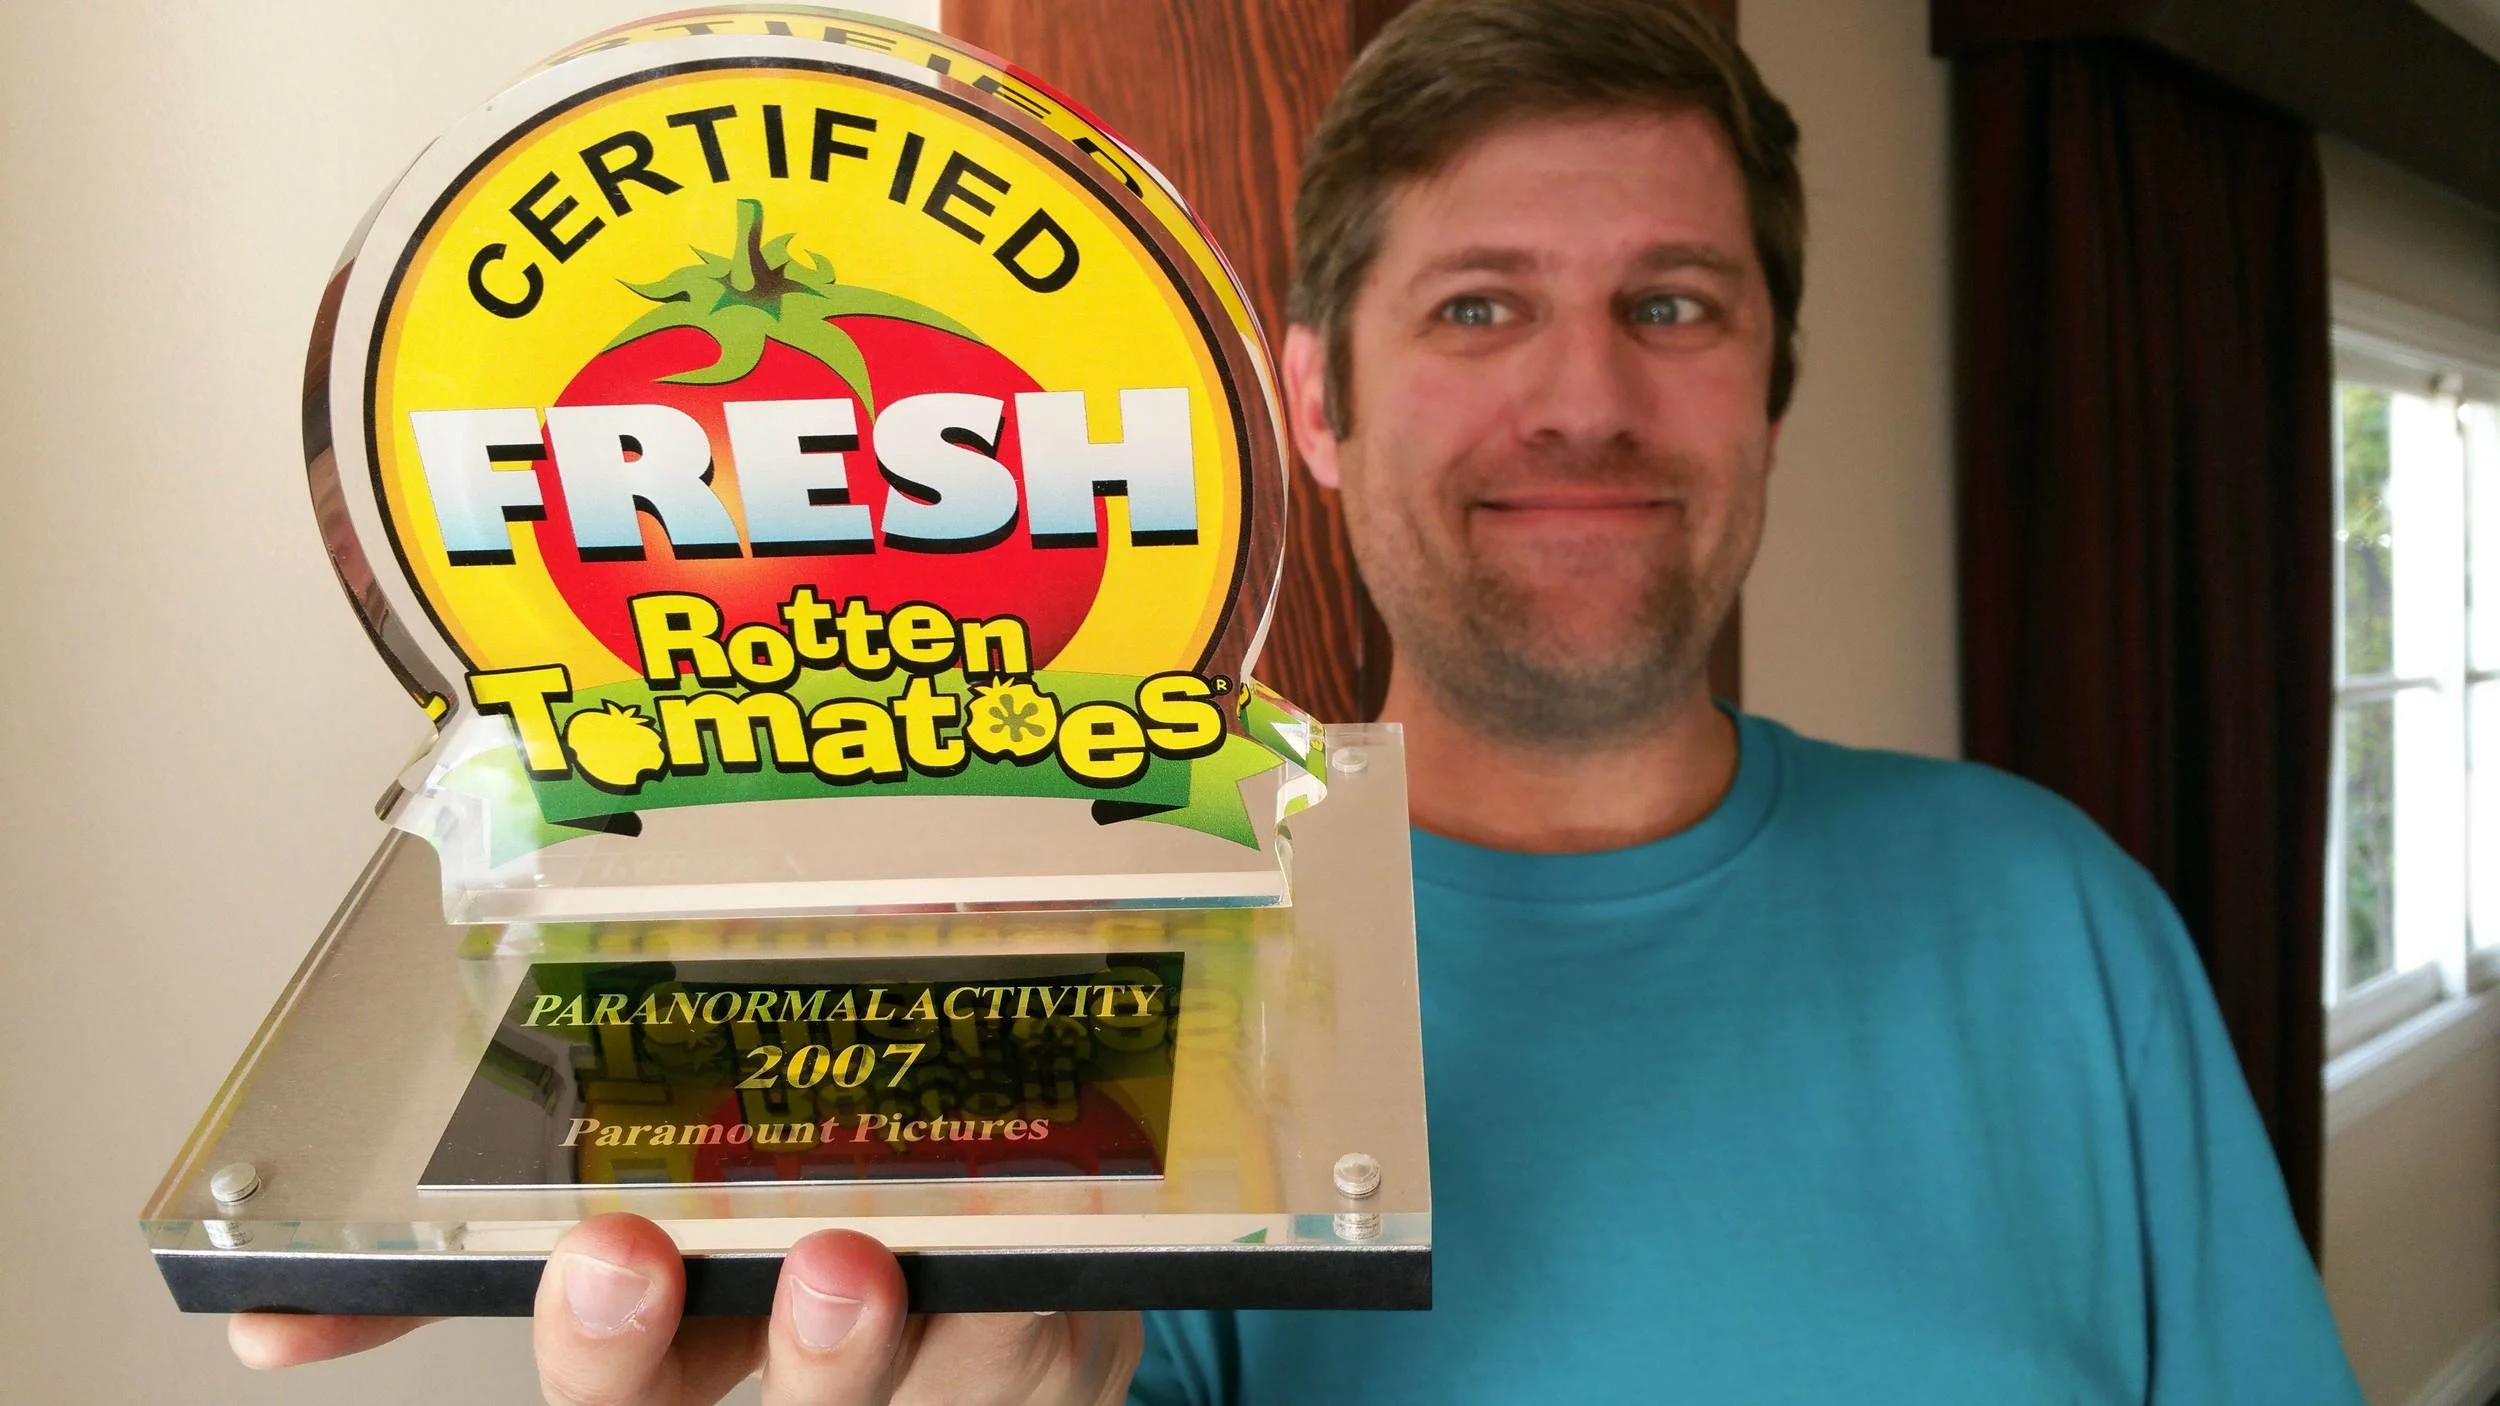 CERTIFIED
FRESH
Rotten
Tomatoes®
PARANORMAL ACTIVITY
2007
Paramount Pictures